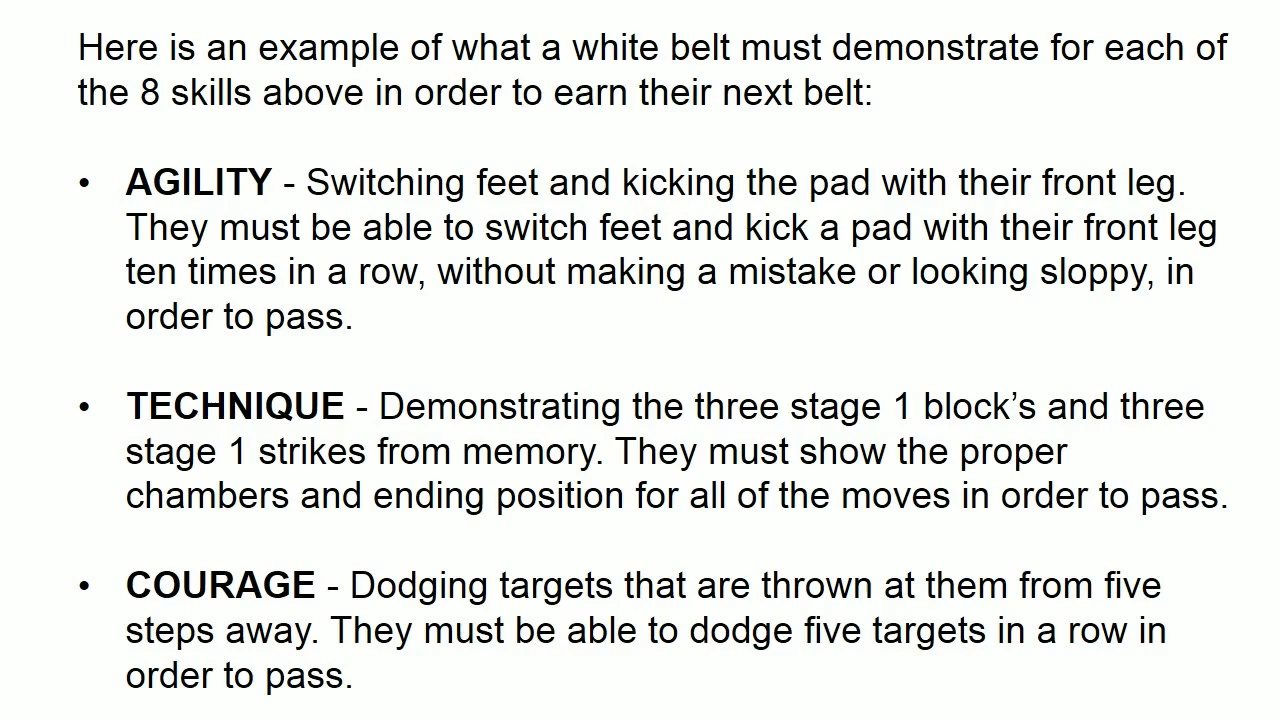 Here is an example of what a white belt must demonstrate for each of
the 8 skills above in order to earn their next belt:
• AGILITY - Switching feet and kicking the pad with their front leg.
They must be able to switch feet and kick a pad with their front leg
ten times in a row, without making a mistake or looking sloppy, in
order to pass.
• TECHNIQUE - Demonstrating the three stage 1 block’s and three
stage 1 strikes from memory. They must show the proper
chambers and ending position for all of the moves in order to pass.
• COURAGE - Dodging targets that are thrown at them from five
steps away. They must be able to dodge five targets in a row in
order to pass.